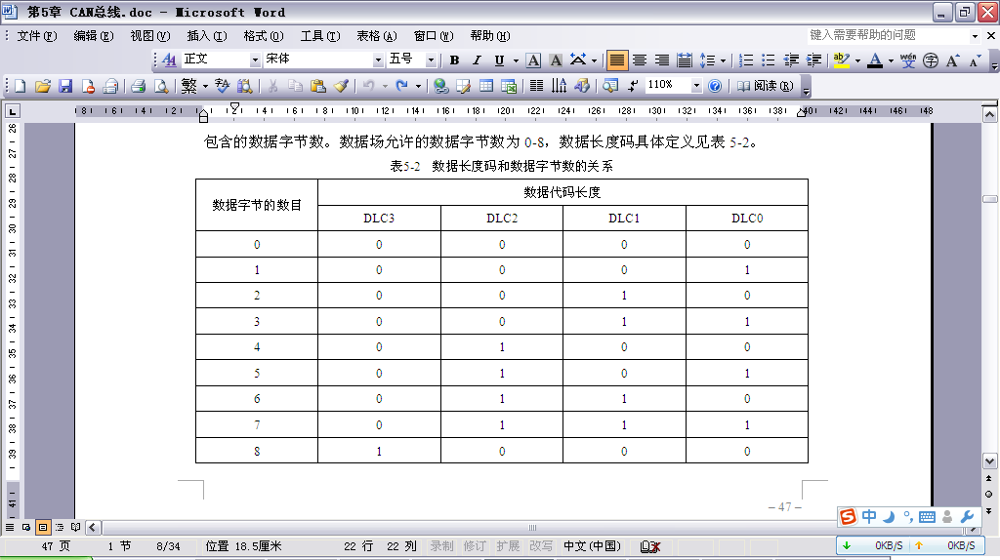 第5章 CAN总线.doc - Microsoft Word
文件(F) 编辑(E) 视图(V) 插入(I) 格式(O) 工具(T) 表格(A) 窗口(W) 帮助(H) 键入需要帮助的问题
正文 宋体 五号 B I U A A
繁 110% 阅读(R)
包含的数据字节数。数据场允许的数据字节数为 0-8，数据长度码具体定义见表 5-2。
表5-2 数据长度码和数据字节数的关系
数据字节的数目 数据代码长度
DLC3 DLC2 DLC1 DLC0
0 0 0 0 0
1 0 0 0 1
2 0 0 1 0
3 0 0 1 1
4 0 1 0 0
5 0 1 0 1
6 0 1 1 0
7 0 1 1 1
8 1 0 0 0
– 47 –
中
47 页 1 节 8/34 位置 18.5厘米 22 行 22 列 录制 修订 扩展 改写 中文(中国) 0KB/S 0KB/S